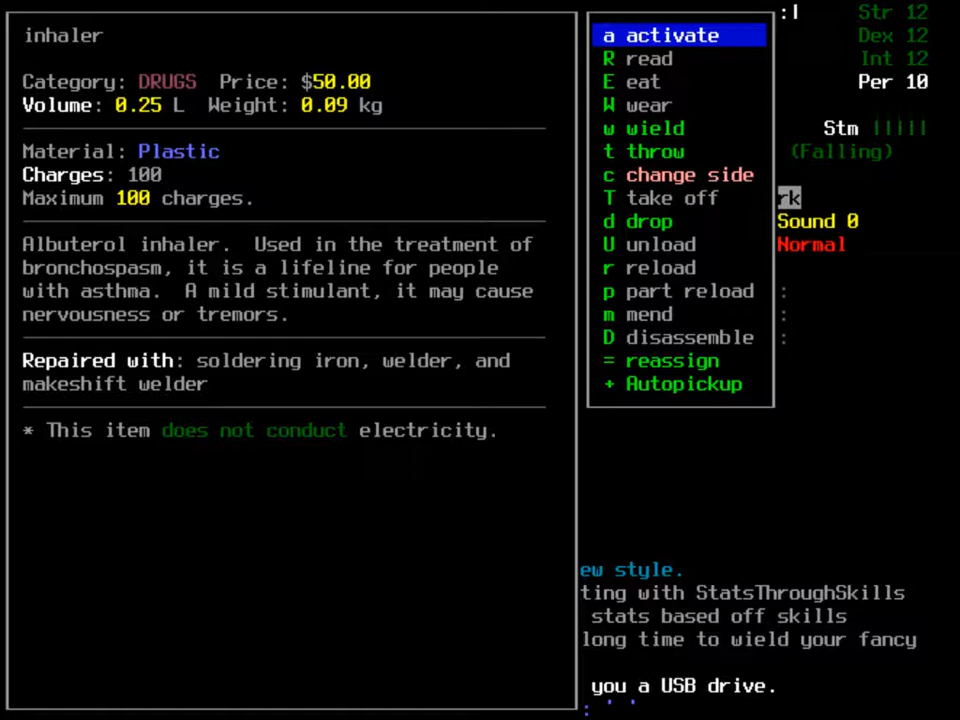 inhaler
Category: DRUGS Price: $50.00
Volume: 0.25 L Weight: 0.09 kg
Material: Plastic
Charges: 100
Maximum 100 charges.
Albuterol inhaler. Used in the treatment of
bronchospasm, it is a lifeline for people
with asthma. A mild stimulant, it may cause
nervousness or tremors.
Repaired with: soldering iron, welder, and
makeshift welder
* This item does not conduct electricity.
a activate
R read
E eat
W wear
w wield
t throw
c change side
T take off
d drop
U unload
r reload
p part reload
m mend
D disassemble
= reassign
+ Autopickup
Str 12
Dex 12
Int 12
Per 10
Stm |||||
(Falling)
rk
Sound 0
Normal
:
:
:
ew style.
ting with StatsThroughSkills
stats based off skills
long time to wield your fancy
you a USB drive.
: ' '